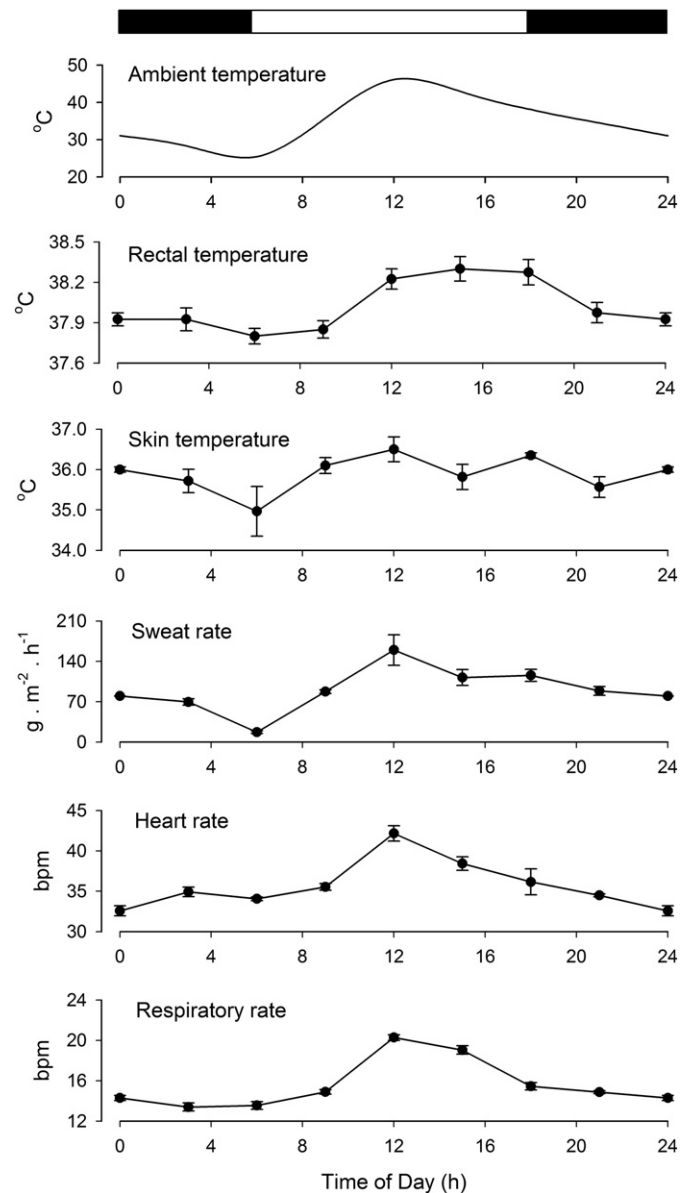 Ambient temperature
°C
50
40
30
20
0 4 8 12 16 20 24
Rectal temperature
°C
38.5
38.2
37.9
37.6
0 4 8 12 16 20 24
Skin temperature
°C
37.0
36.0
35.0
34.0
0 4 8 12 16 20 24
Sweat rate
g . m⁻² . h⁻¹
210
140
70
0
0 4 8 12 16 20 24
Heart rate
bpm
45
40
35
30
0 4 8 12 16 20 24
Respiratory rate
bpm
24
20
16
12
0 4 8 12 16 20 24
Time of Day (h)